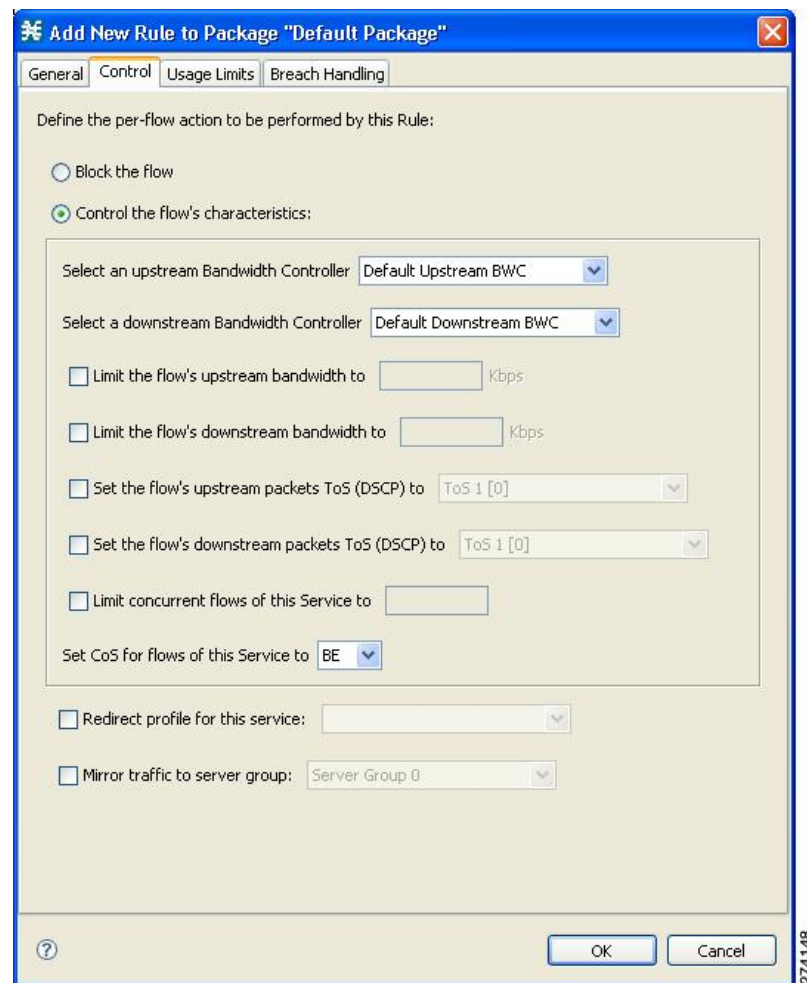 Add New Rule to Package "Default Package"
General Control Usage Limits Breach Handling
Define the per-flow action to be performed by this Rule:
Block the flow
Control the flow's characteristics:
Select an upstream Bandwidth Controller Default Upstream BWC
Select a downstream Bandwidth Controller Default Downstream BWC
Limit the flow's upstream bandwidth to Kbps
Limit the flow's downstream bandwidth to Kbps
Set the flow's upstream packets ToS (DSCP) to ToS 1 [0]
Set the flow's downstream packets ToS (DSCP) to ToS 1 [0]
Limit concurrent flows of this Service to
Set CoS for flows of this Service to BE
Redirect profile for this service:
Mirror traffic to server group: Server Group 0
? OK Cancel
274148